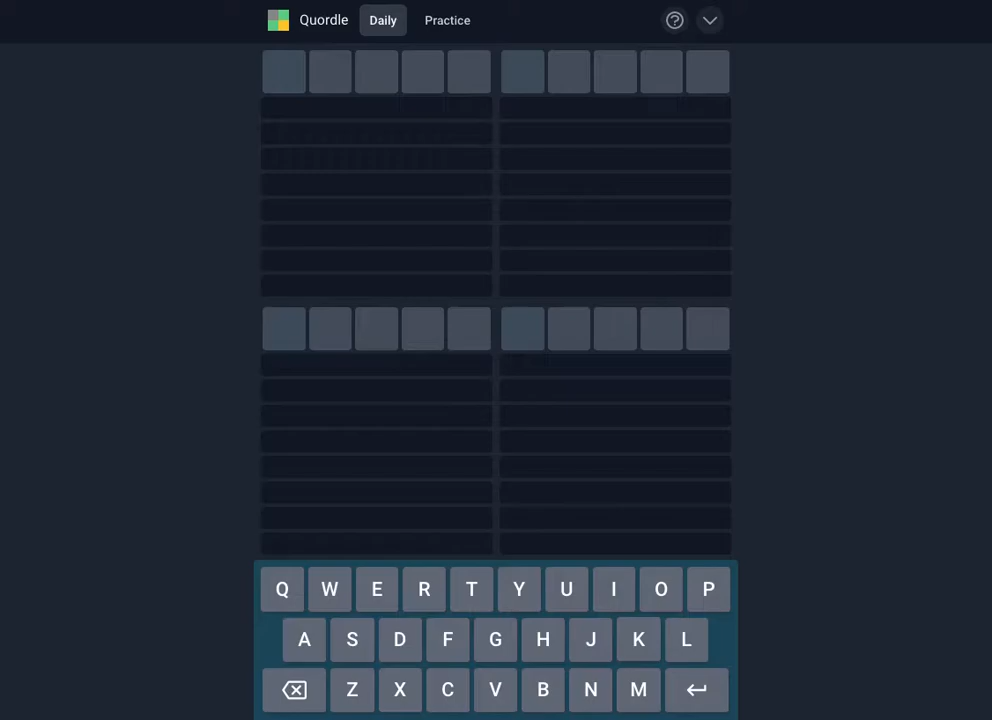 Quordle Daily Practice
Q W E R T Y U I O P
A S D F G H J K L
Z X C V B N M